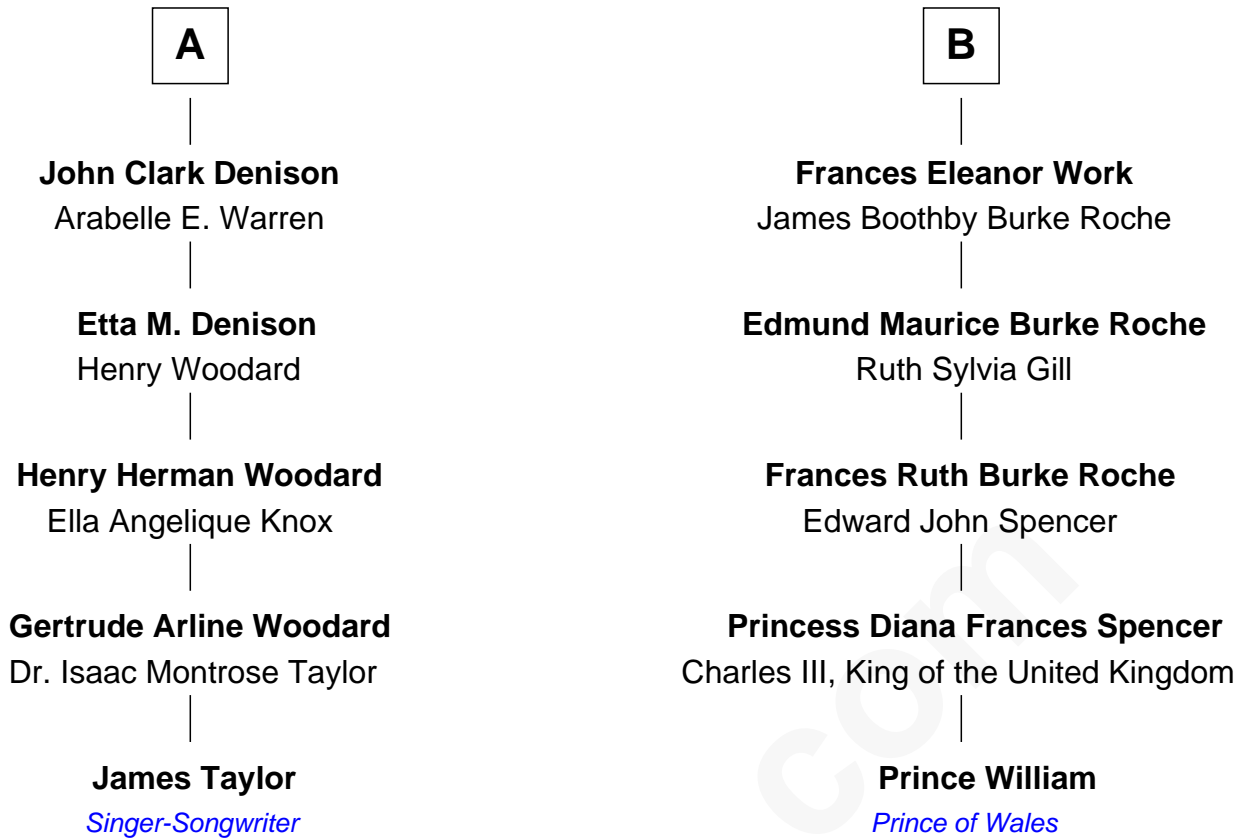 A
John Clark Denison
Arabelle E. Warren
Etta M. Denison
Henry Woodard
Henry Herman Woodard
Ella Angelique Knox
Gertrude Arline Woodard
Dr. Isaac Montrose Taylor
James Taylor
Singer-Songwriter
B
Frances Eleanor Work
James Boothby Burke Roche
Edmund Maurice Burke Roche
Ruth Sylvia Gill
Frances Ruth Burke Roche
Edward John Spencer
Princess Diana Frances Spencer
Charles III, King of the United Kingdom
Prince William
Prince of Wales
com